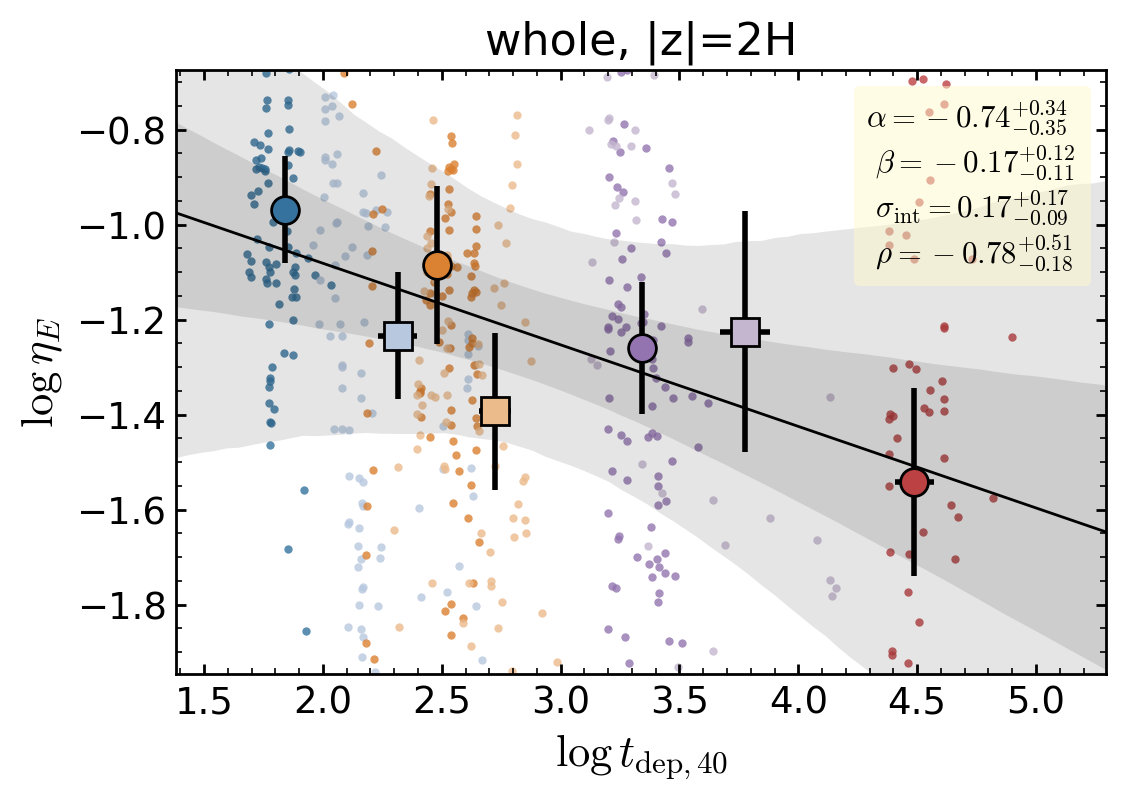 whole, |z|=2H
α = −0.74 +0.34 −0.35
β = −0.17 +0.12 −0.11
σint = 0.17 +0.17 −0.09
ρ = −0.78 +0.51 −0.18
−0.8
−1.0
−1.2
−1.4
−1.6
−1.8
log ηE
1.5 2.0 2.5 3.0 3.5 4.0 4.5 5.0
log tdep, 40